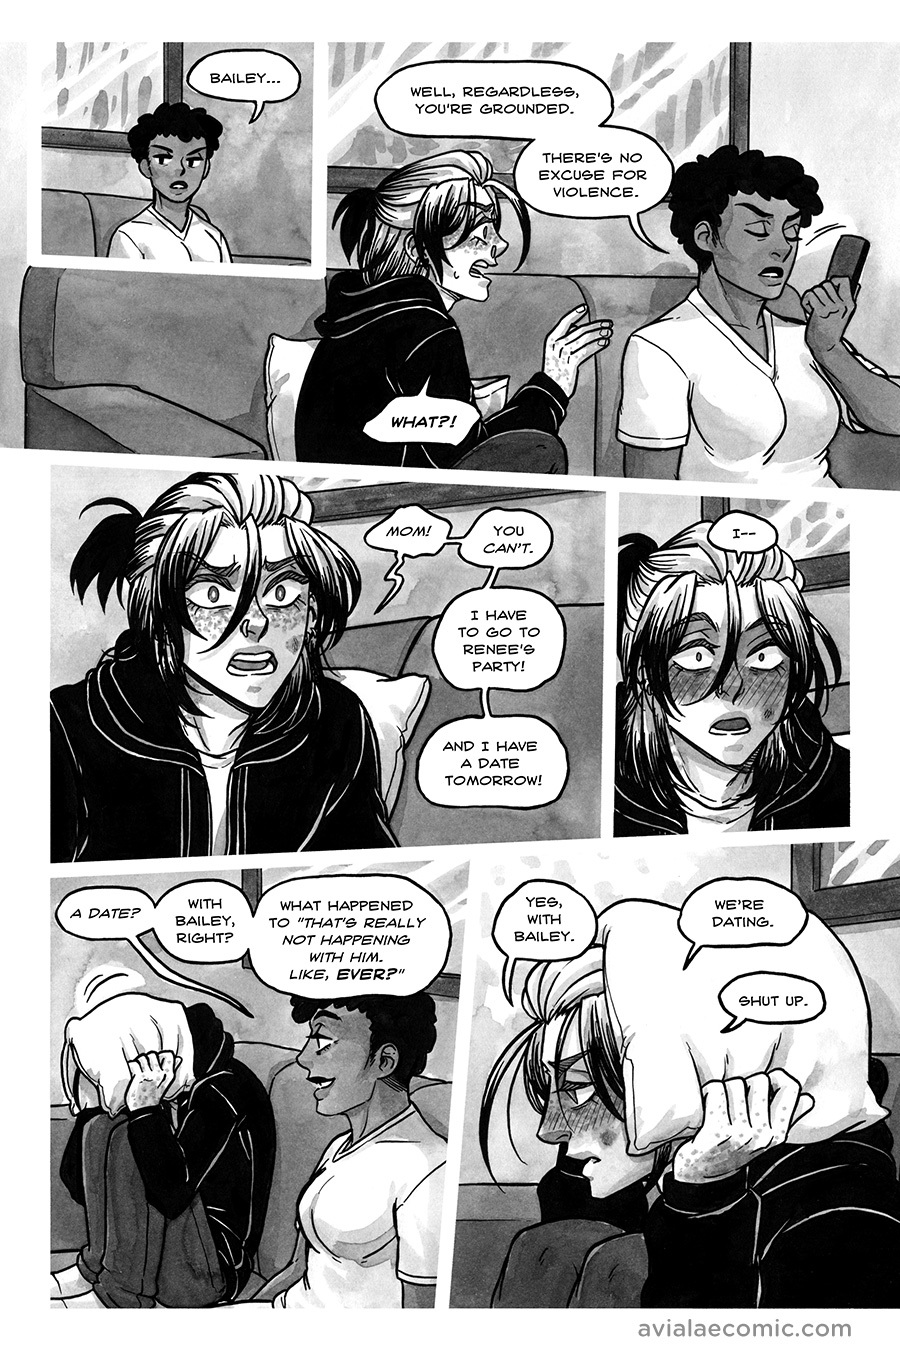 BAILEY...
WELL, REGARDLESS,
YOU'RE GROUNDED.
THERE'S NO
EXCUSE FOR
VIOLENCE.
WHAT?!
MOM!
YOU
CAN'T.
I HAVE
TO GO TO
RENEE'S
PARTY!
AND I HAVE
A DATE
TOMORROW!
I--
A DATE?
WITH
BAILEY,
RIGHT?
WHAT HAPPENED
TO "THAT'S REALLY
NOT HAPPENING
WITH HIM.
LIKE, EVER?"
YES,
WITH
BAILEY.
WE'RE
DATING.
SHUT UP.
avialaecomic.com